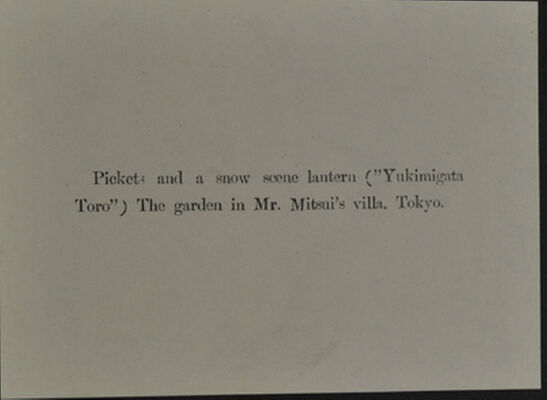 Pickets and a snow scene lantern ("Yukimigata
Toro") The garden in Mr. Mitsui's villa. Tokyo.